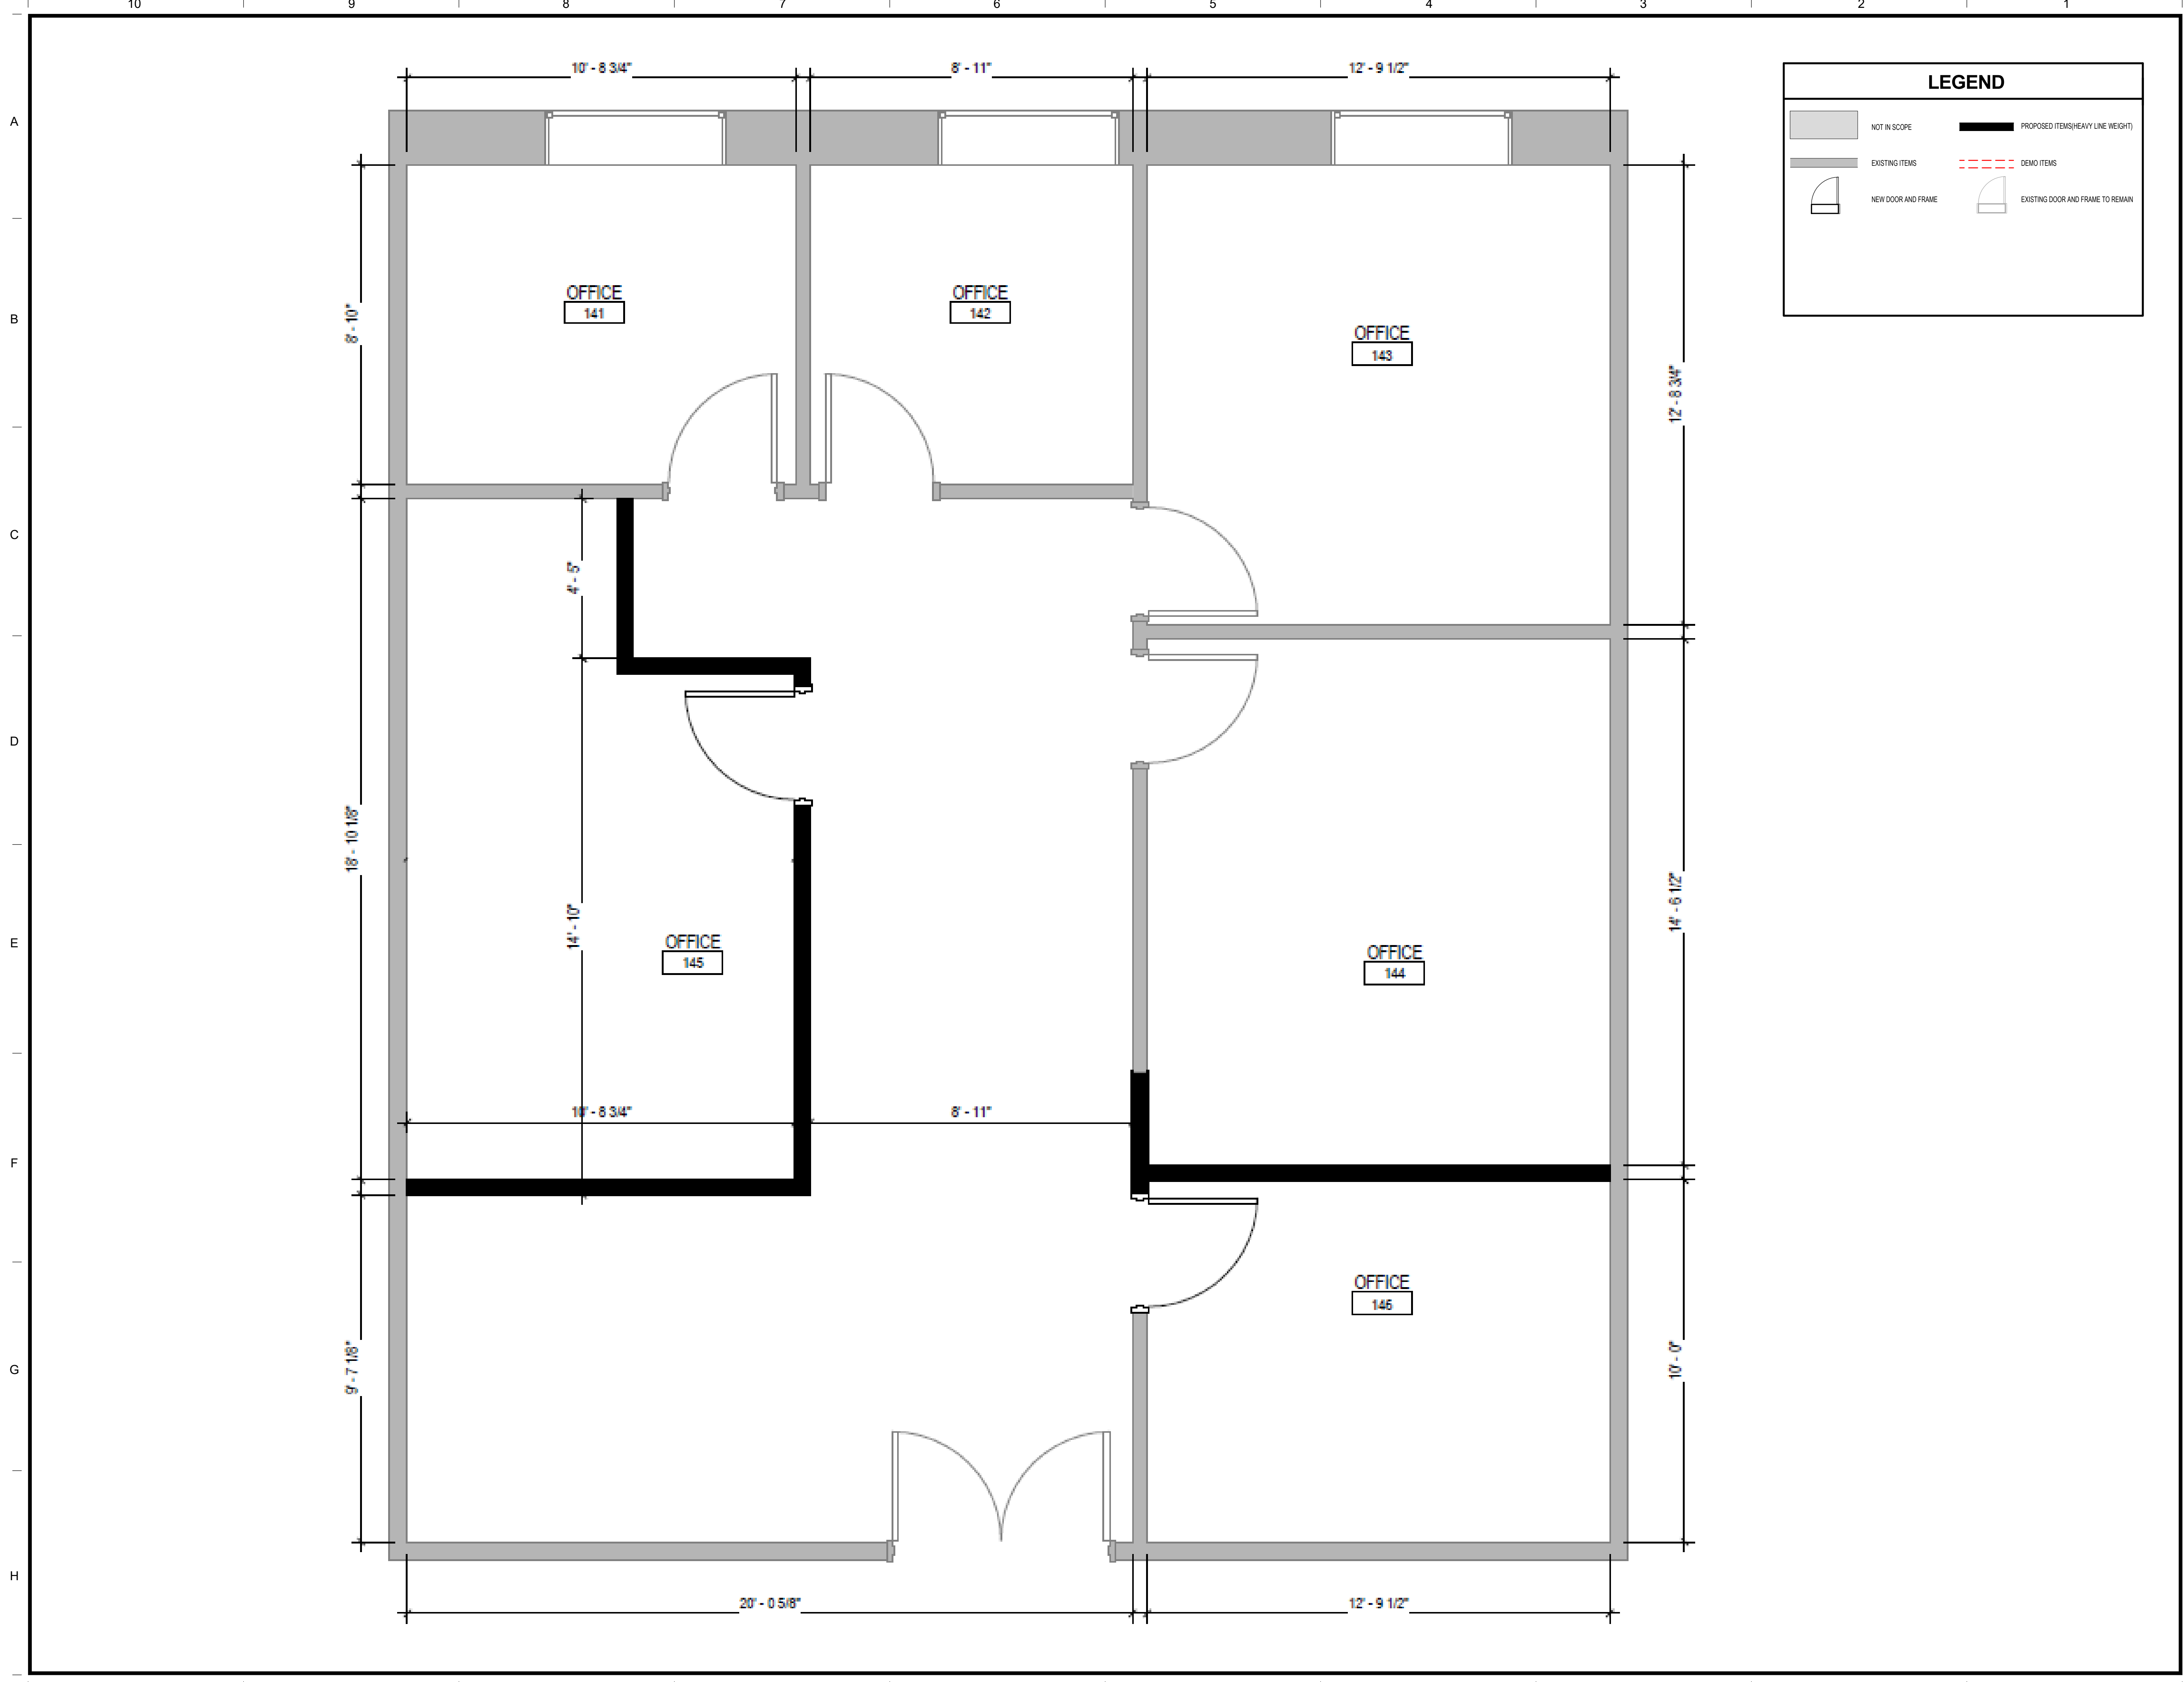 10 9 8 7 6 5 4 3 2 1
A
B
C
D
E
F
G
H
10' - 8 3/4" 8' - 11" 12' - 9 1/2"
LEGEND
NOT IN SCOPE PROPOSED ITEMS(HEAVY LINE WEIGHT)
EXISTING ITEMS DEMO ITEMS
NEW DOOR AND FRAME EXISTING DOOR AND FRAME TO REMAIN
OFFICE
141
OFFICE
142
OFFICE
143
8' - 10"
12' - 8 3/4"
4' - 5"
18' - 10 1/8"
14' - 10"
14' - 6 1/2"
OFFICE
145
OFFICE
144
10' - 8 3/4" 8' - 11"
OFFICE
146
9' - 7 1/8"
10' - 0"
20' - 0 5/8" 12' - 9 1/2"